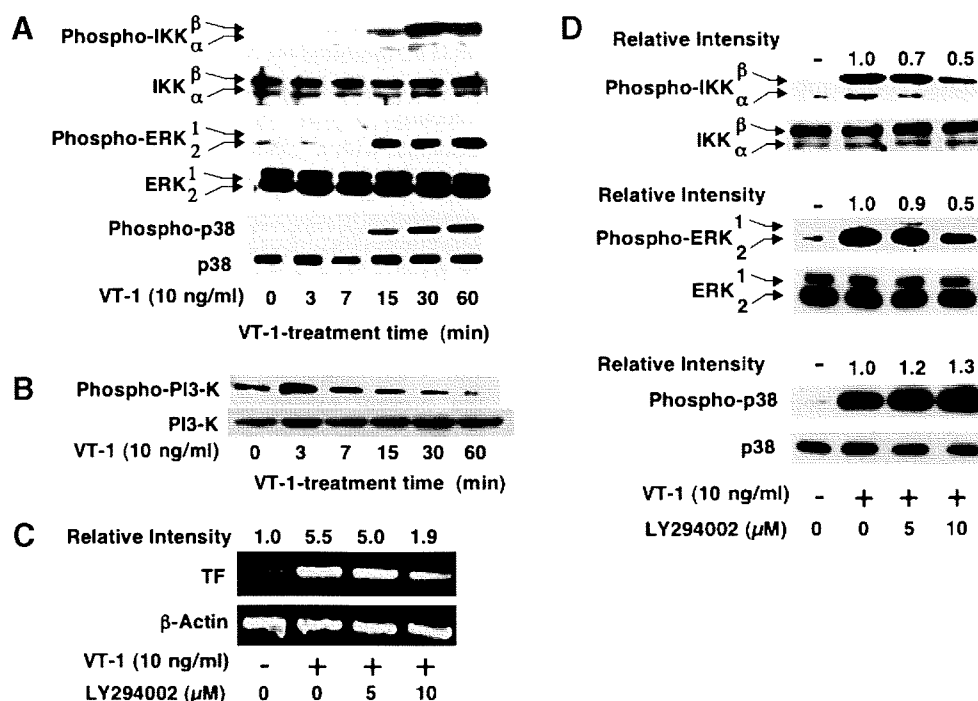 A
Phospho-IKK β
α
IKK β
α
Phospho-ERK 1
2
ERK 1
2
Phospho-p38
p38
VT-1 (10 ng/ml) 0 3 7 15 30 60
VT-1-treatment time (min)
B
Phospho-PI3-K
PI3-K
VT-1 (10 ng/ml) 0 3 7 15 30 60
VT-1-treatment time (min)
C
Relative Intensity 1.0 5.5 5.0 1.9
TF
β-Actin
VT-1 (10 ng/ml) - + + +
LY294002 (µM) 0 0 5 10
D
Relative Intensity - 1.0 0.7 0.5
Phospho-IKK β
α
IKK β
α
Relative Intensity - 1.0 0.9 0.5
Phospho-ERK 1
2
ERK 1
2
Relative Intensity - 1.0 1.2 1.3
Phospho-p38
p38
VT-1 (10 ng/ml) - + + +
LY294002 (µM) 0 0 5 10